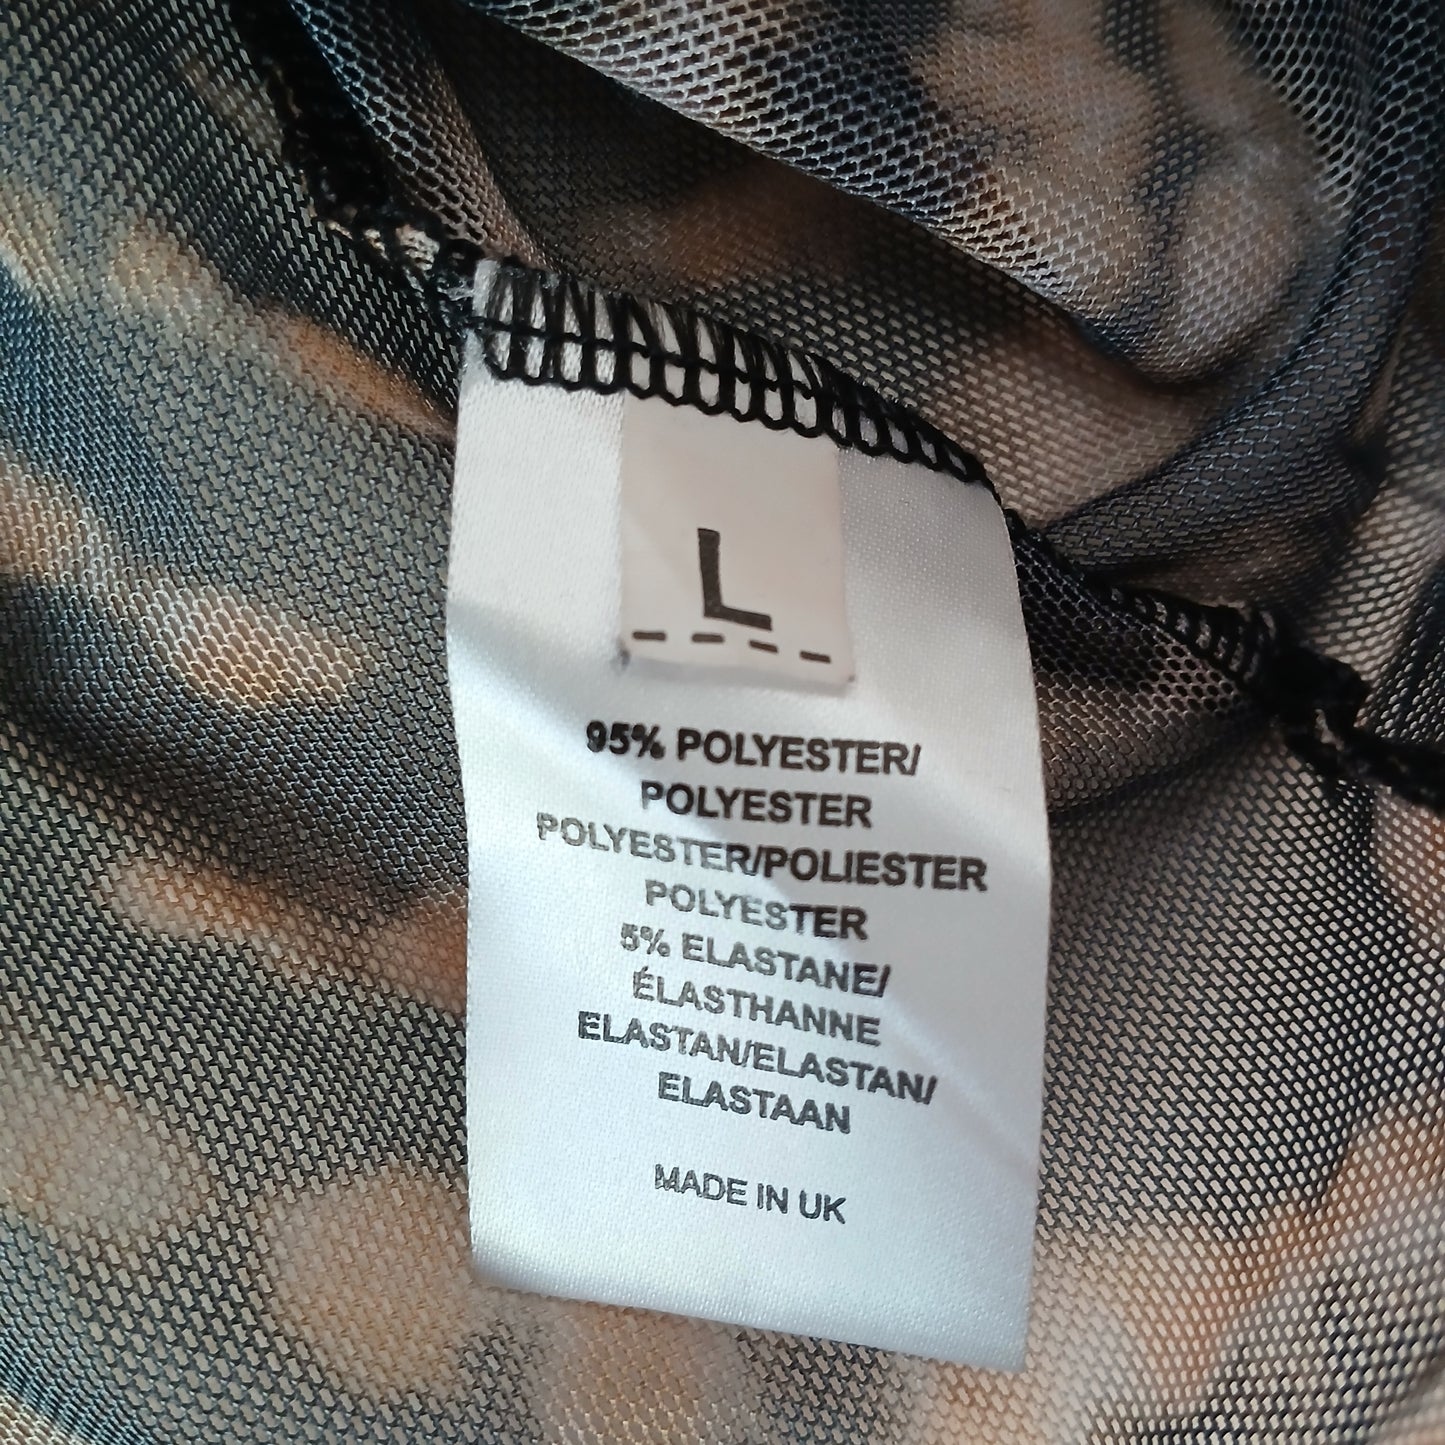 L
95% POLYESTER/
POLYESTER
POLYESTER/POLIESTER
POLYESTER
5% ELASTANE/
ÉLASTHANNE
ELASTAN/ELASTAN/
ELASTAAN
MADE IN UK